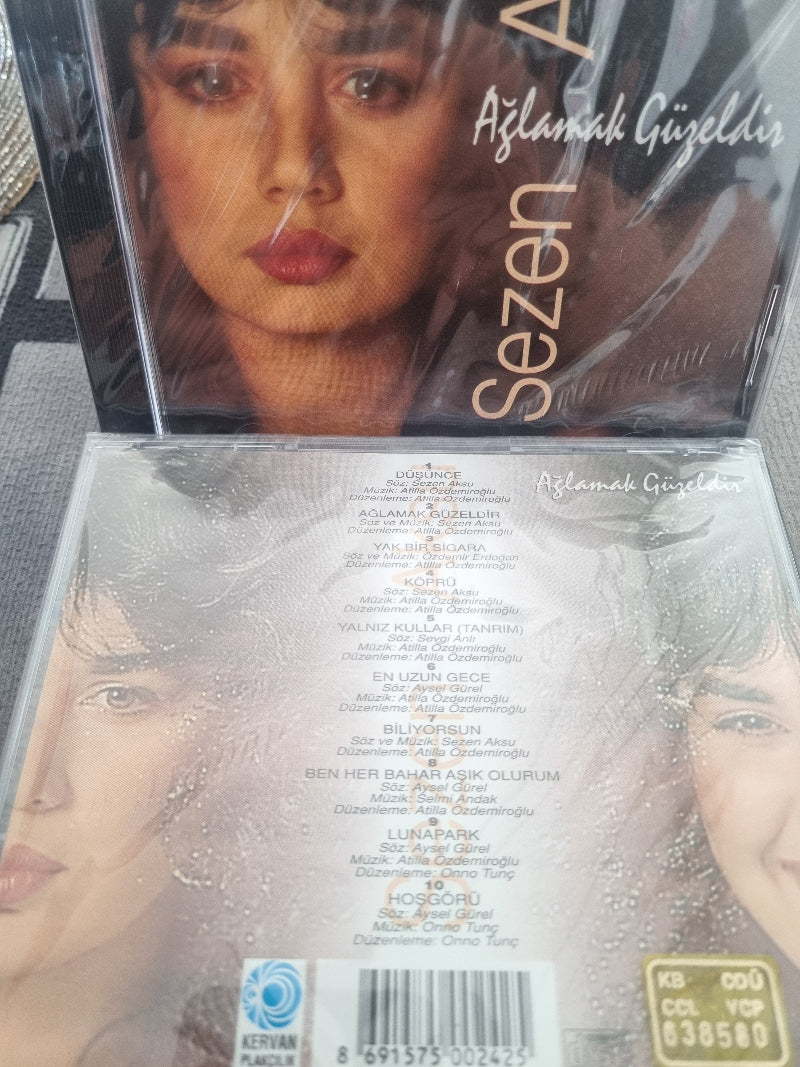 Ağlamak Güzeldir
Sezen A
Ağlamak Güzeldir
1
DÜŞÜNCE
Söz: Sezen Aksu
Müzik: Atilla Özdemiroğlu
Düzenleme: Atilla Özdemiroğlu
2
AĞLAMAK GÜZELDİR
Söz ve Müzik: Sezen Aksu
Düzenleme: Atilla Özdemiroğlu
3
YAK BİR SİGARA
Söz ve Müzik: Özdemir Erdoğan
Düzenleme: Atilla Özdemiroğlu
4
KÖPRÜ
Söz: Sezen Aksu
Müzik: Atilla Özdemiroğlu
Düzenleme: Atilla Özdemiroğlu
5
YALNIZ KULLAR (TANRIM)
Söz: Sevgi Anlı
Müzik: Atilla Özdemiroğlu
Düzenleme: Atilla Özdemiroğlu
6
EN UZUN GECE
Söz: Aysel Gürel
Müzik: Atilla Özdemiroğlu
Düzenleme: Atilla Özdemiroğlu
7
BİLİYORSUN
Söz ve Müzik: Sezen Aksu
Düzenleme: Atilla Özdemiroğlu
8
BEN HER BAHAR AŞIK OLURUM
Söz: Aysel Gürel
Müzik: Selmi Andak
Düzenleme: Atilla Özdemiroğlu
9
LUNAPARK
Söz: Aysel Gürel
Müzik: Atilla Özdemiroğlu
Düzenleme: Onno Tunç
10
HOŞGÖRÜ
Söz: Aysel Gürel
Müzik: Onno Tunç
Düzenleme: Onno Tunç
KERVAN
PLAKÇILIK
8 691575 002425
KB CDÜ
CCL VCP
638580